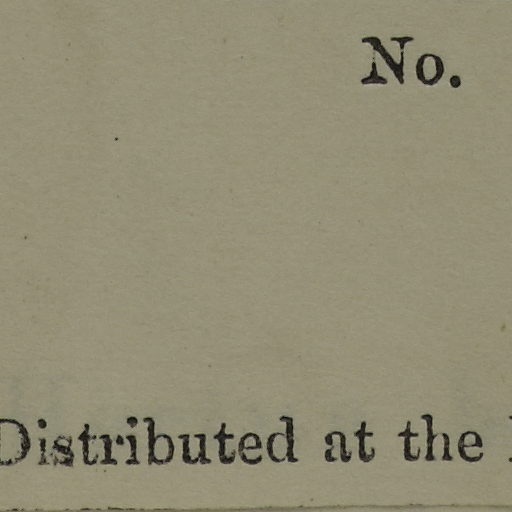 No.
Distributed at the